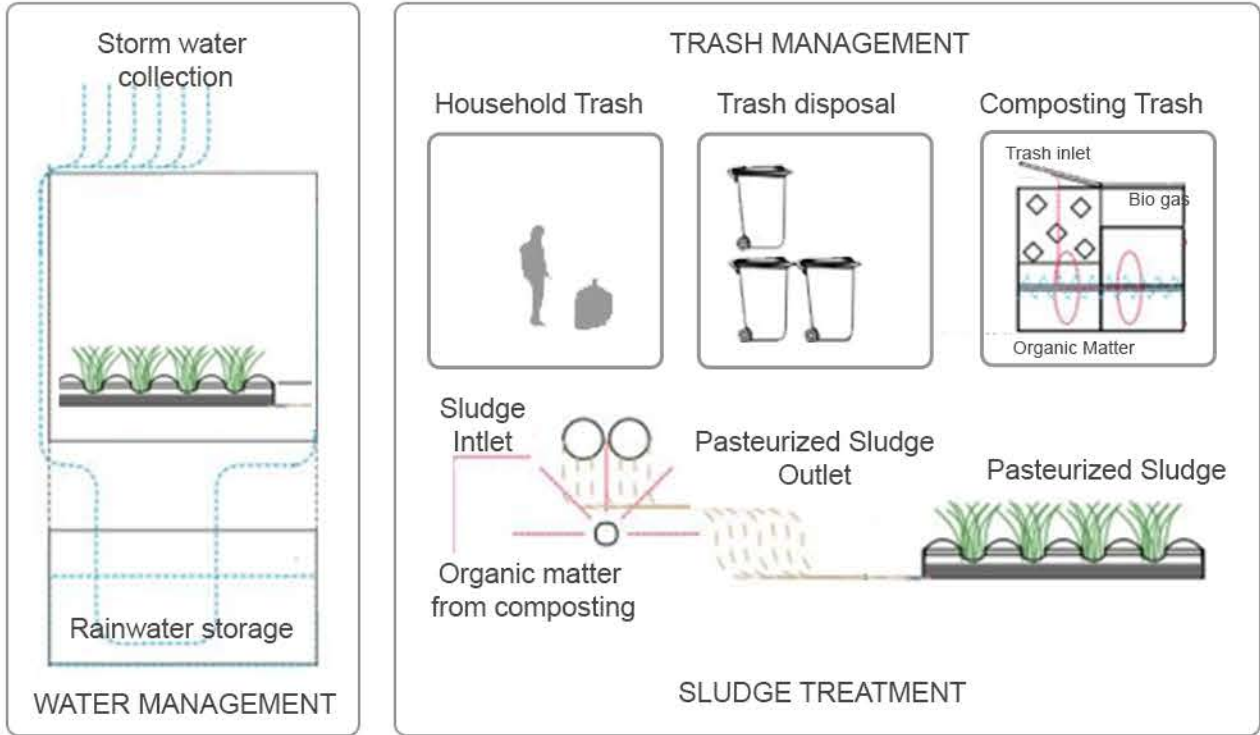 Storm water
collection
Rainwater storage
WATER MANAGEMENT
TRASH MANAGEMENT
Household Trash
Trash disposal
Composting Trash
Trash inlet
Bio gas
Organic Matter
Sludge
Intlet
Pasteurized Sludge
Outlet
Pasteurized Sludge
Organic matter
from composting
SLUDGE TREATMENT